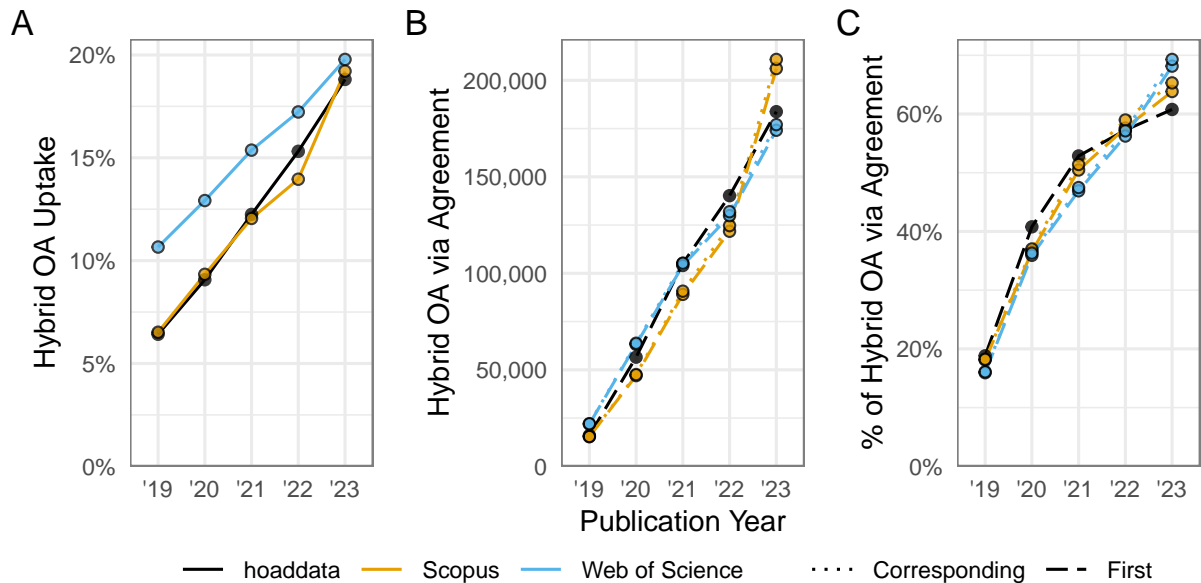 A
B
C
Hybrid OA Uptake
20%
15%
10%
5%
0%
'19 '20 '21 '22 '23
Hybrid OA via Agreement
200,000
150,000
100,000
50,000
0
'19 '20 '21 '22 '23
% of Hybrid OA via Agreement
60%
40%
20%
0%
'19 '20 '21 '22 '23
Publication Year
hoaddata Scopus Web of Science Corresponding First